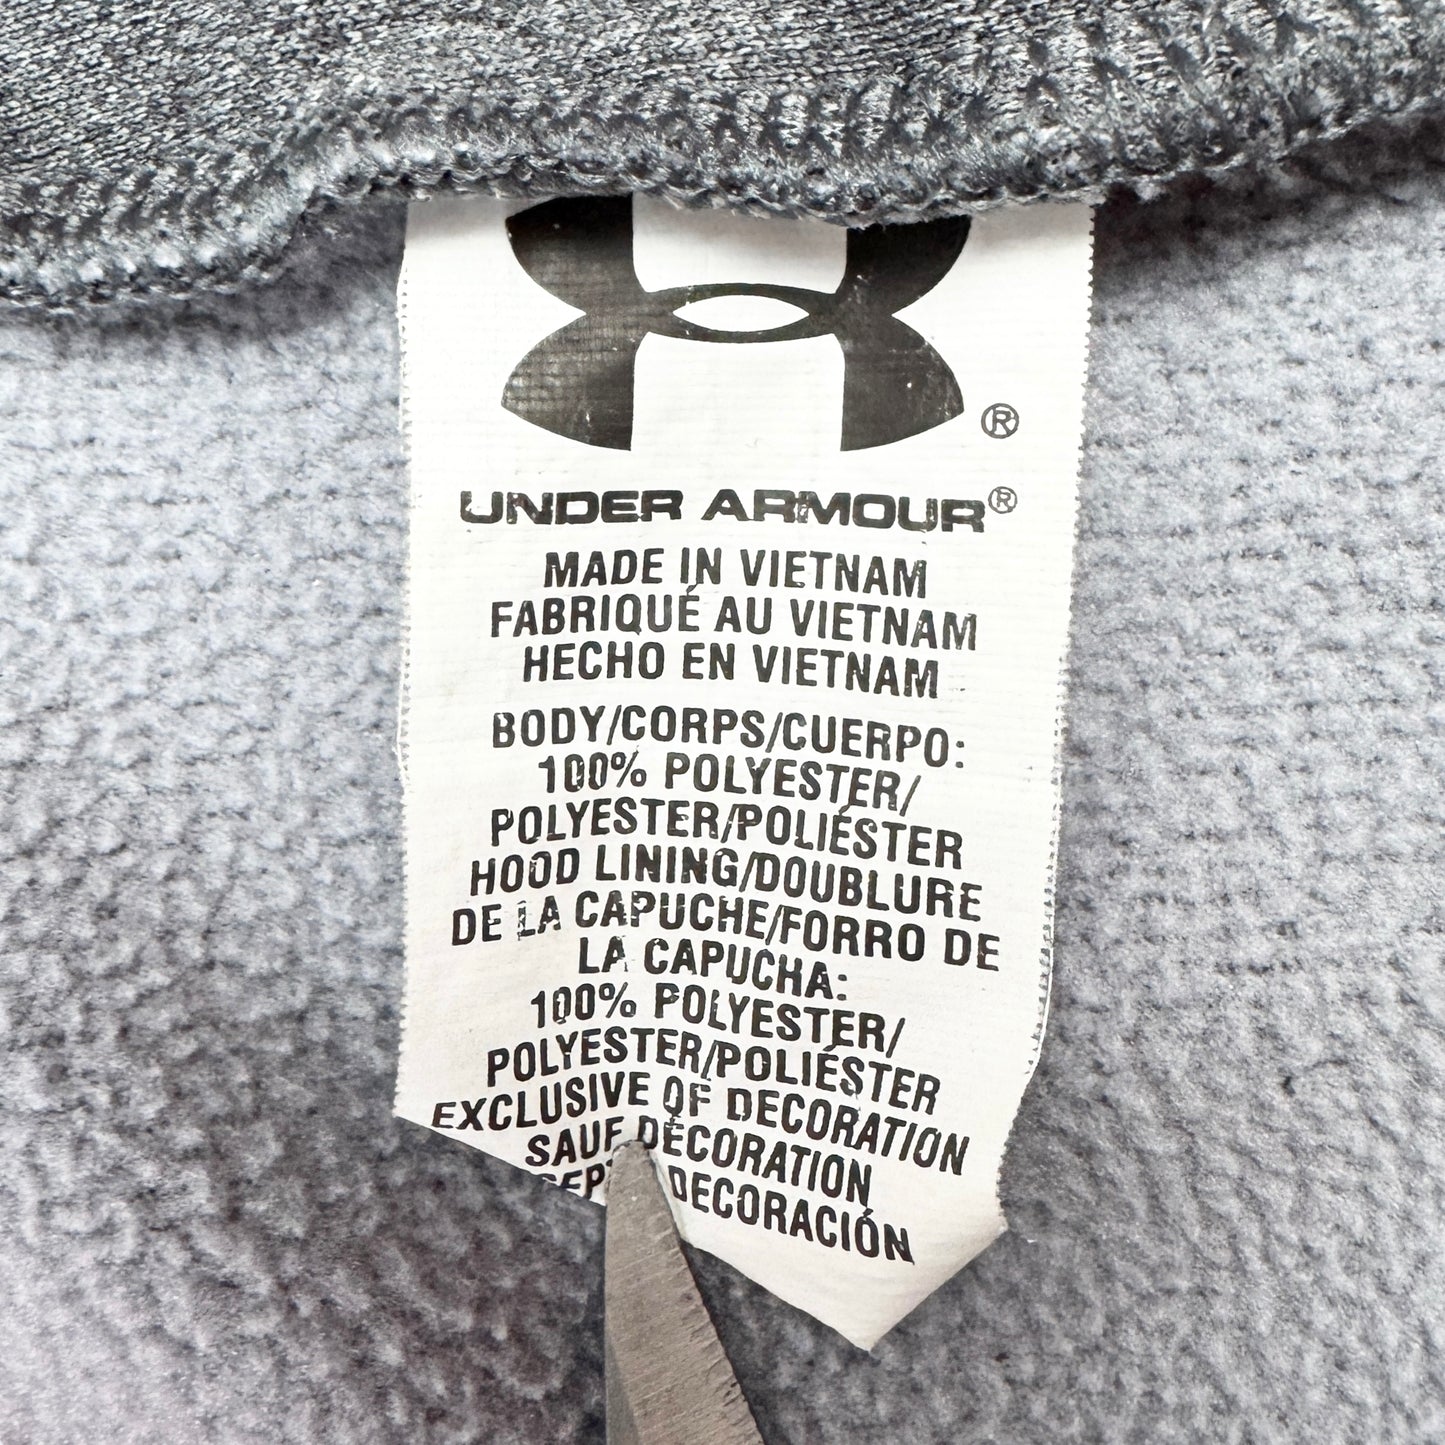 ®
UNDER ARMOUR®
MADE IN VIETNAM
FABRIQUÉ AU VIETNAM
HECHO EN VIETNAM
BODY/CORPS/CUERPO:
100% POLYESTER/
POLYESTER/POLIÉSTER
HOOD LINING/DOUBLURE
DE LA CAPUCHE/FORRO DE
LA CAPUCHA:
100% POLYESTER/
POLYESTER/POLIÉSTER
EXCLUSIVE OF DECORATION
SAUF DÉCORATION
DECORACIÓN